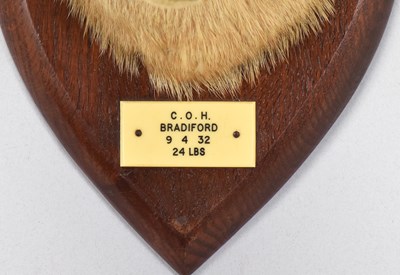 C. O. H.
BRADIFORD
9 4 32
24 LBS